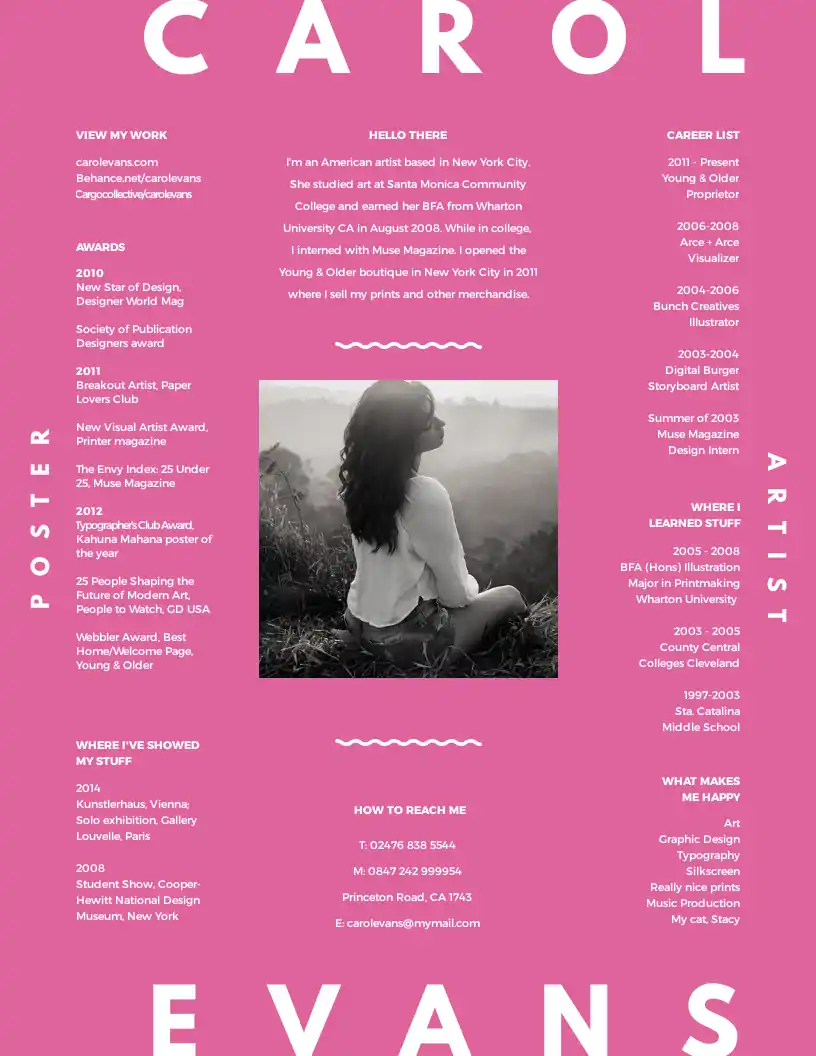 CAROL
VIEW MY WORK
carolevans.com
Behance.net/carolevans
Cargocollective/carolevans
AWARDS
2010
New Star of Design,
Designer World Mag
Society of Publication
Designers award
2011
Breakout Artist, Paper
Lovers Club
New Visual Artist Award,
Printer magazine
The Envy Index: 25 Under
25, Muse Magazine
2012
Typographer's Club Award,
Kahuna Mahana poster of
the year
25 People Shaping the
Future of Modern Art,
People to Watch, GD USA
Webbler Award, Best
Home/Welcome Page,
Young & Older
WHERE I'VE SHOWED
MY STUFF
2014
Kunstlerhaus, Vienna;
Solo exhibition, Gallery
Louvelle, Paris
2008
Student Show, Cooper-
Hewitt National Design
Museum, New York
POSTER
HELLO THERE
I'm an American artist based in New York City.
She studied art at Santa Monica Community
College and earned her BFA from Wharton
University CA in August 2008. While in college,
I interned with Muse Magazine. I opened the
Young & Older boutique in New York City in 2011
where I sell my prints and other merchandise.
HOW TO REACH ME
T: 02476 838 5544
M: 0847 242 999954
Princeton Road, CA 1743
E: carolevans@mymail.com
CAREER LIST
2011 - Present
Young & Older
Proprietor
2006-2008
Arce + Arce
Visualizer
2004-2006
Bunch Creatives
Illustrator
2003-2004
Digital Burger
Storyboard Artist
Summer of 2003
Muse Magazine
Design Intern
WHERE I
LEARNED STUFF
2005 - 2008
BFA (Hons) Illustration
Major in Printmaking
Wharton University
2003 - 2005
County Central
Colleges Cleveland
1997-2003
Sta. Catalina
Middle School
WHAT MAKES
ME HAPPY
Art
Graphic Design
Typography
Silkscreen
Really nice prints
Music Production
My cat, Stacy
ARTIST
EVANS